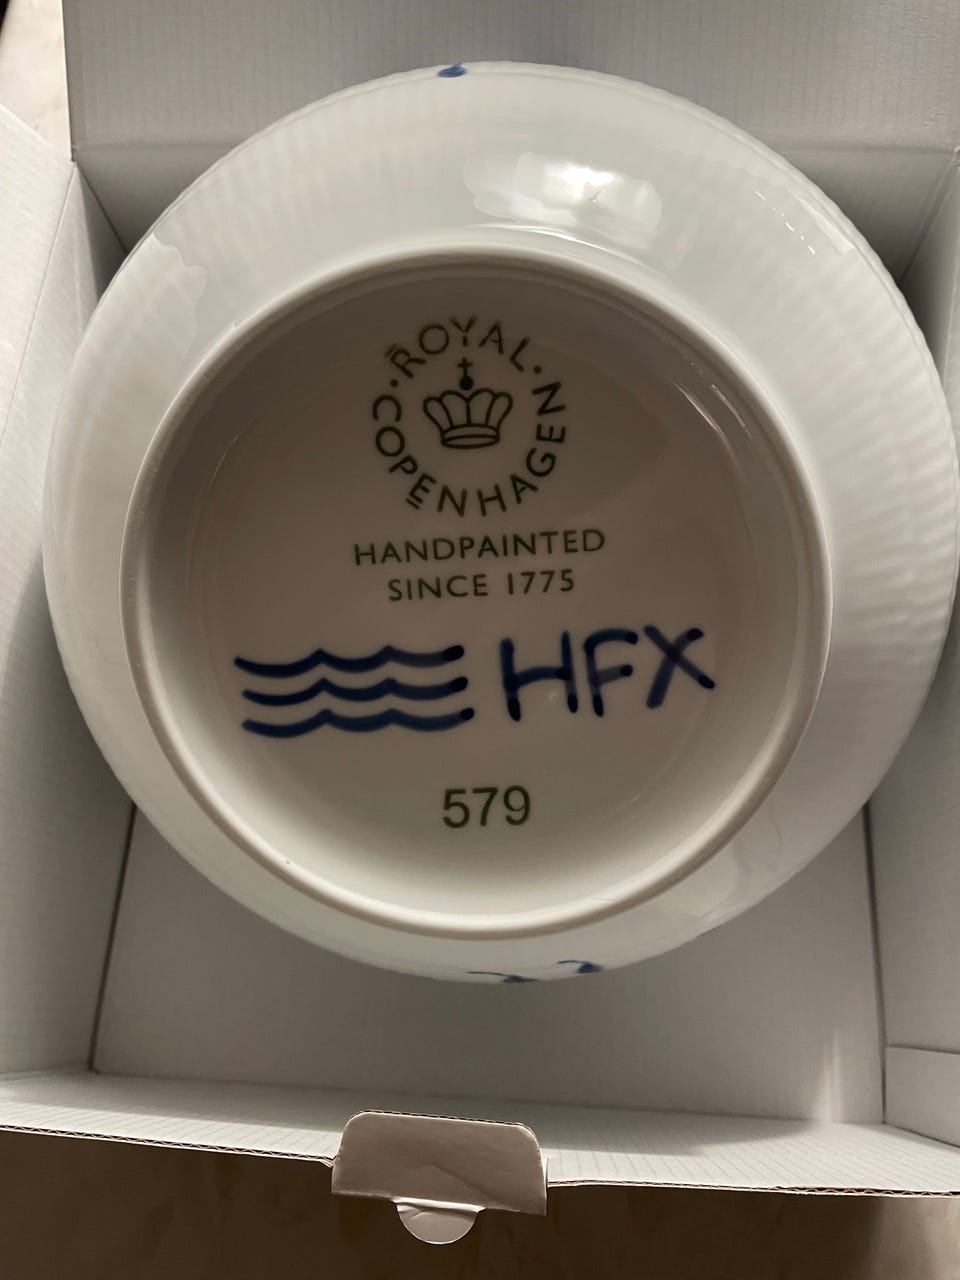 ROYAL
COPENHAGEN
HANDPAINTED
SINCE 1775
HFX
579